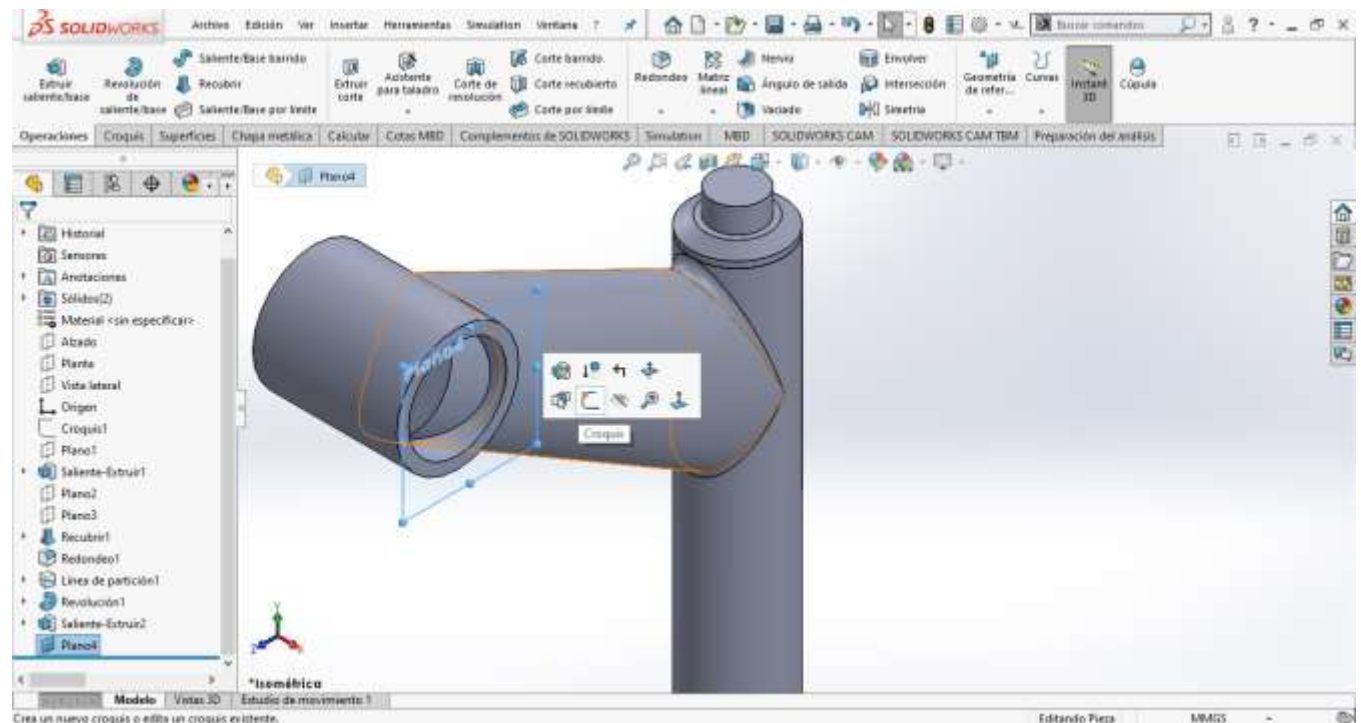 SOLIDWORKS Archivo Edición Ver Insertar Herramientas Simulation Ventana ? Buscar comandos
Extruir saliente/base
Revolución de saliente/base
Saliente/Base barrido
Recubrir
Saliente/Base por límite
Extruir corte
Asistente para taladro
Corte de revolución
Corte barrido
Corte recubierto
Corte por límite
Redondeo
Matriz lineal
Nervio
Ángulo de salida
Vaciado
Envolver
Intersección
Simetría
Geometría de refer...
Curvas
Instant 3D
Cúpula
Operaciones Croquis Superficies Chapa metálica Calcular Cotas MBD Complementos de SOLIDWORKS Simulation MBD SOLIDWORKS CAM SOLIDWORKS CAM TBM Preparación del análisis
Plano4
Historial
Sensores
Anotaciones
Sólidos(2)
Material <sin especificar>
Alzado
Planta
Vista lateral
Origen
Croquis1
Plano1
Saliente-Extruir1
Plano2
Plano3
Recubrir1
Redondeo1
Línea de partición1
Revolución1
Saliente-Extruir2
Plano4
Plano4
Croquis
Y
Z
X
*Isométrica
Modelo Vistas 3D Estudio de movimiento 1
Crea un nuevo croquis o edita un croquis existente. Editando Pieza MMGS